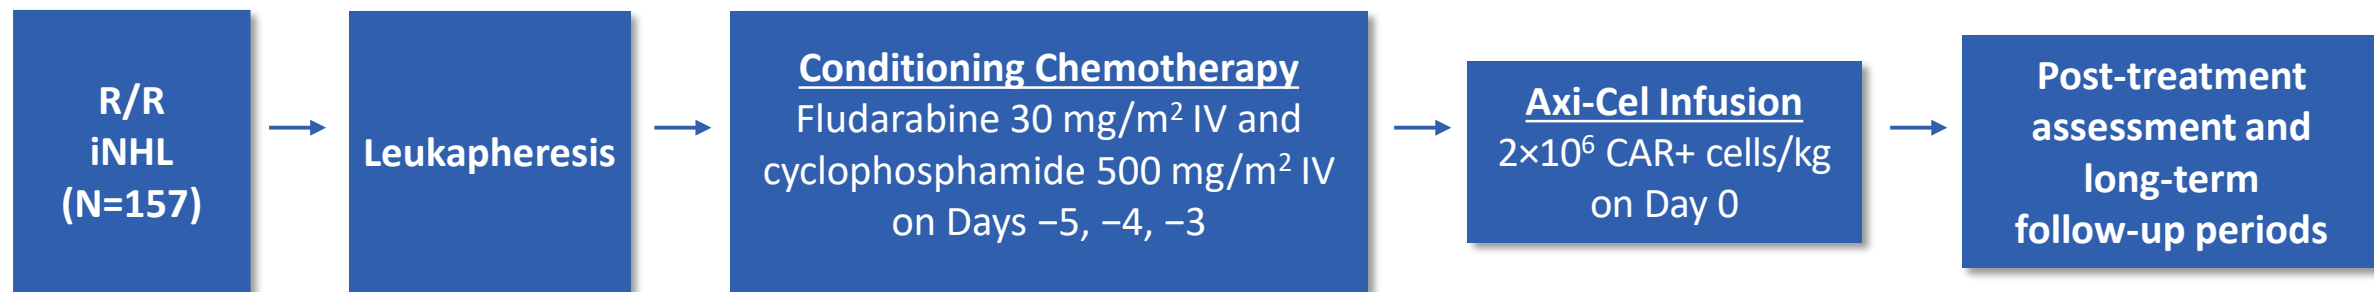 R/R
iNHL
(N=157)
Leukapheresis
Conditioning Chemotherapy
Fludarabine 30 mg/m² IV and
cyclophosphamide 500 mg/m² IV
on Days −5, −4, −3
Axi-Cel Infusion
2×10⁶ CAR+ cells/kg
on Day 0
Post-treatment
assessment and
long-term
follow-up periods